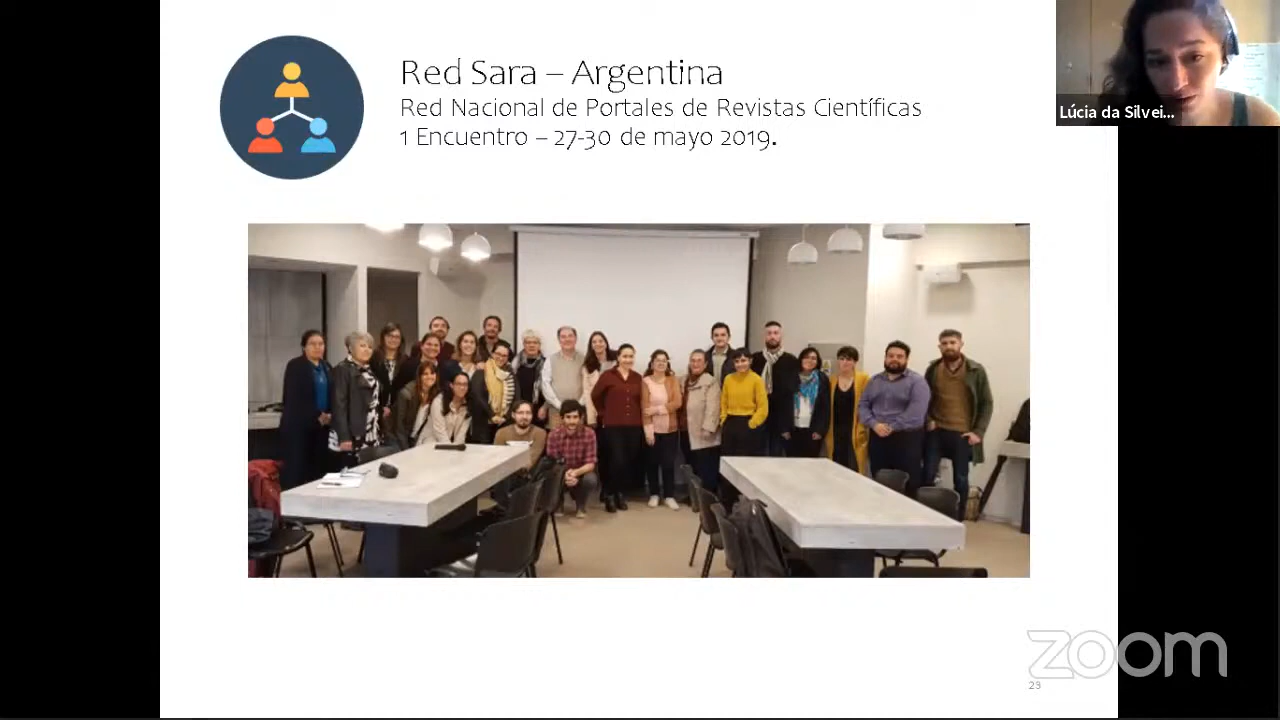 Red Sara – Argentina
Red Nacional de Portales de Revistas Científicas
1 Encuentro – 27-30 de mayo 2019.
Lúcia da Silvei...
zoom
23